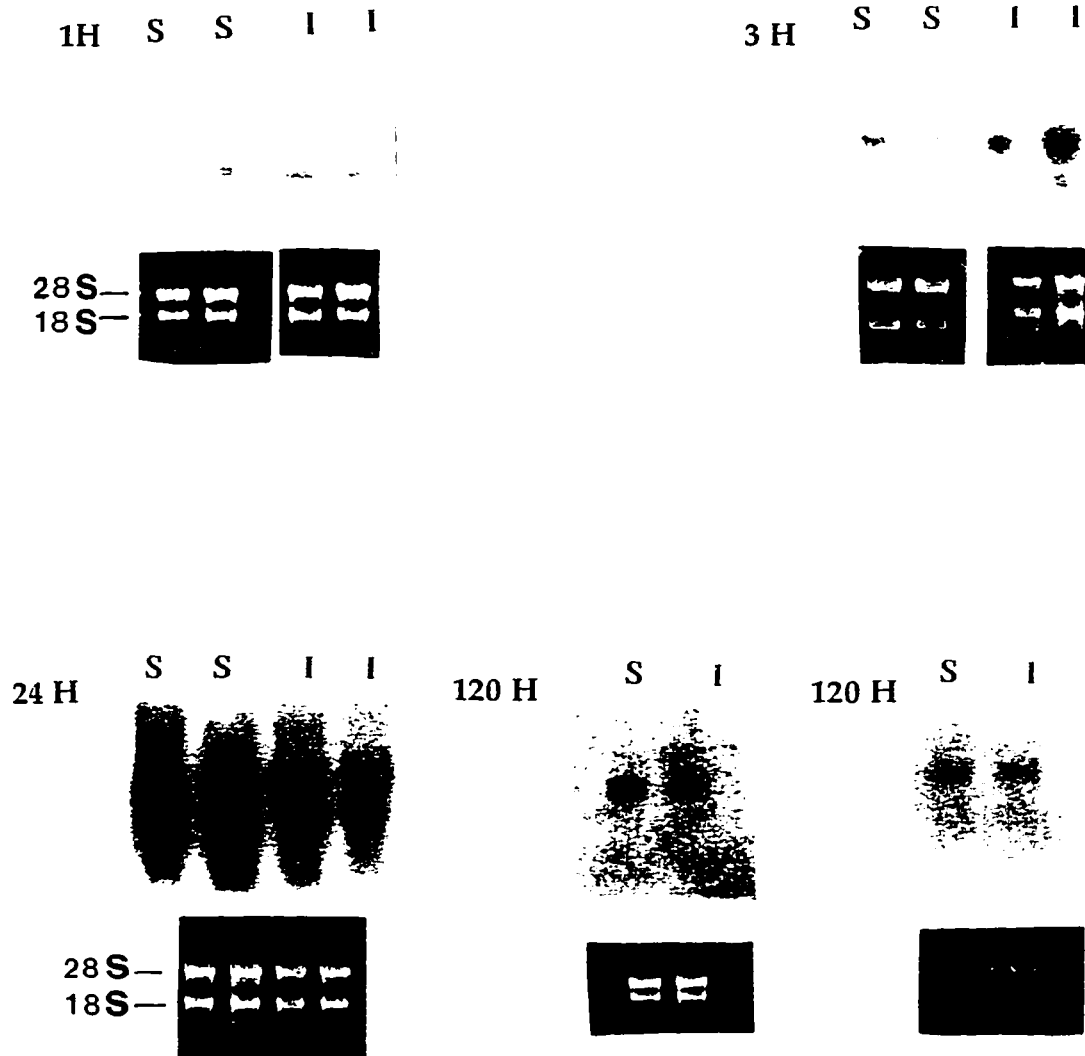 1H S S I I
3 H S S I I
28S
18S
24 H S S I I
120 H S I
120 H S I
28S
18S